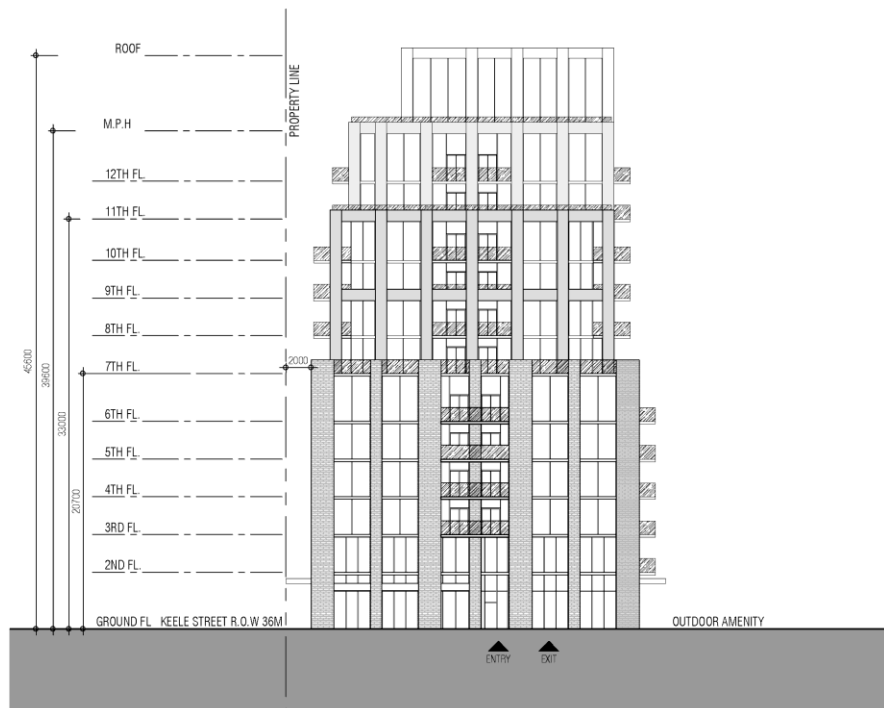 ROOF
PROPERTY LINE
M.P.H
12TH FL.
11TH FL.
10TH FL.
9TH FL.
8TH FL.
7TH FL.
2000
6TH FL.
5TH FL.
4TH FL.
3RD FL.
2ND FL.
45600
39600
33000
20700
GROUND FL KEELE STREET R.O.W 36M
OUTDOOR AMENITY
ENTRY
EXIT